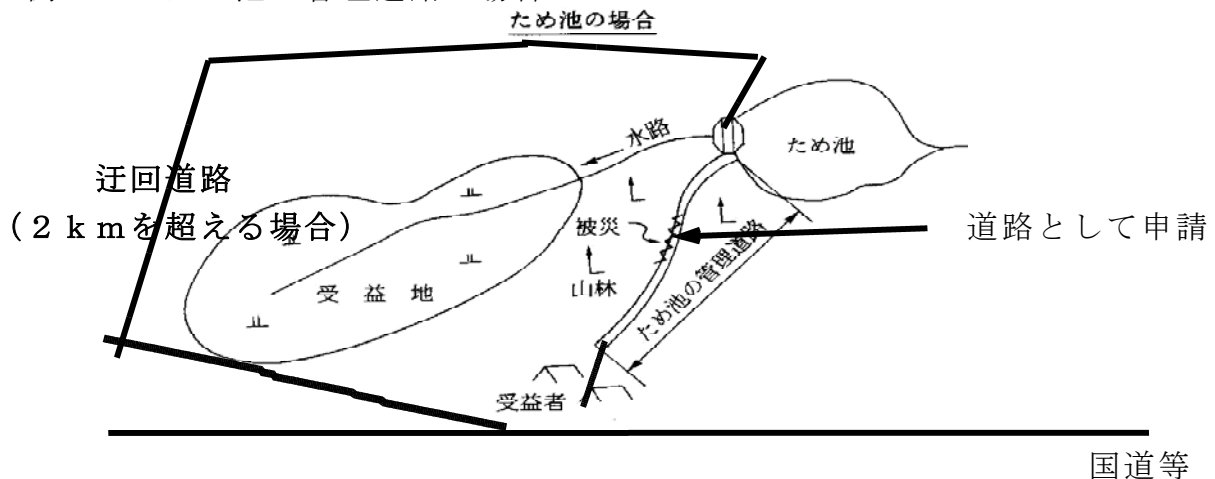 ため池の場合
水路
ため池
迂回道路
(2kmを超える場合)
被災
道路として申請
山林
ため池の管理道路
受益地
受益者
国道等